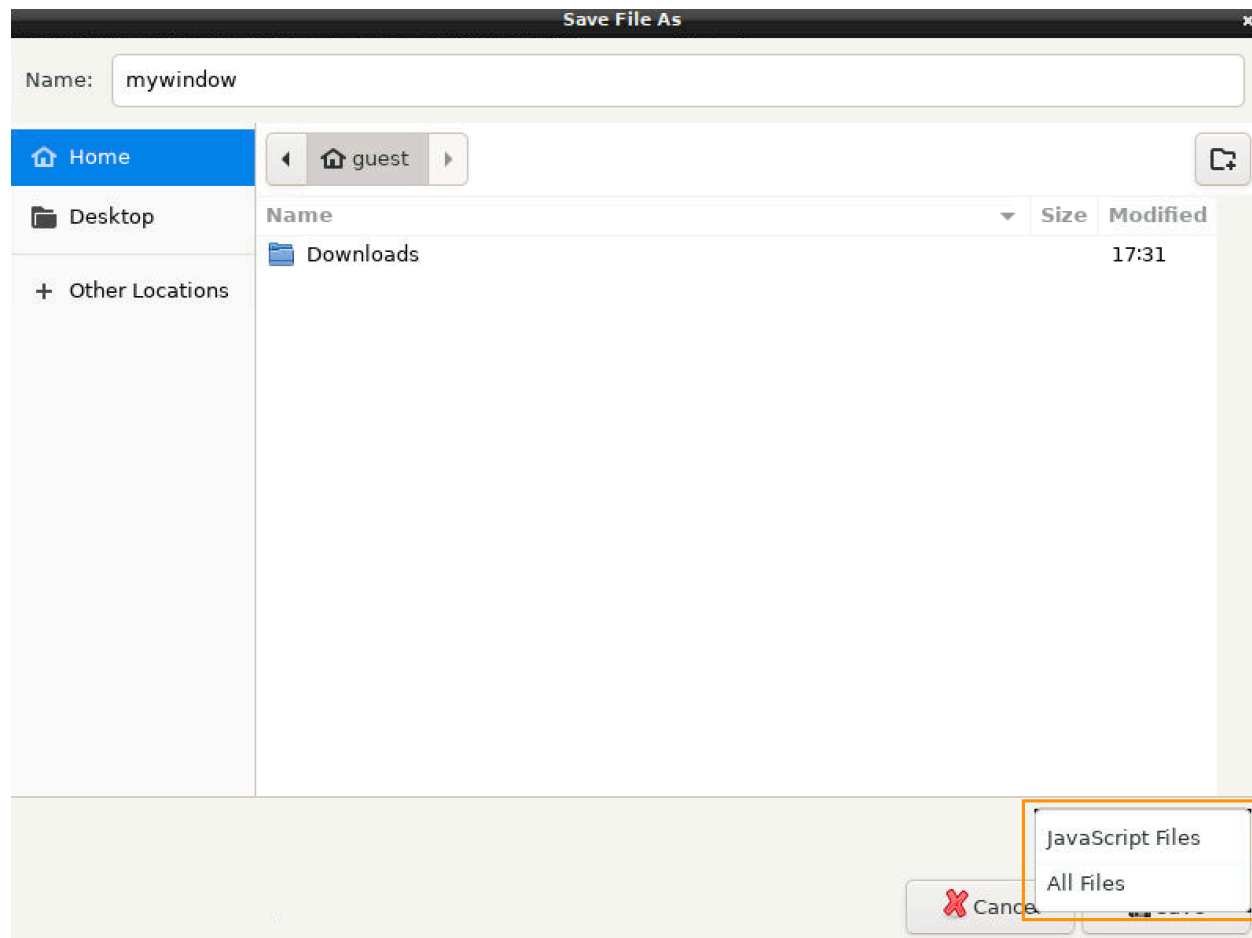 Save File As
Name: mywindow
Home
guest
Desktop
Name Size Modified
Downloads 17:31
Other Locations
JavaScript Files
All Files